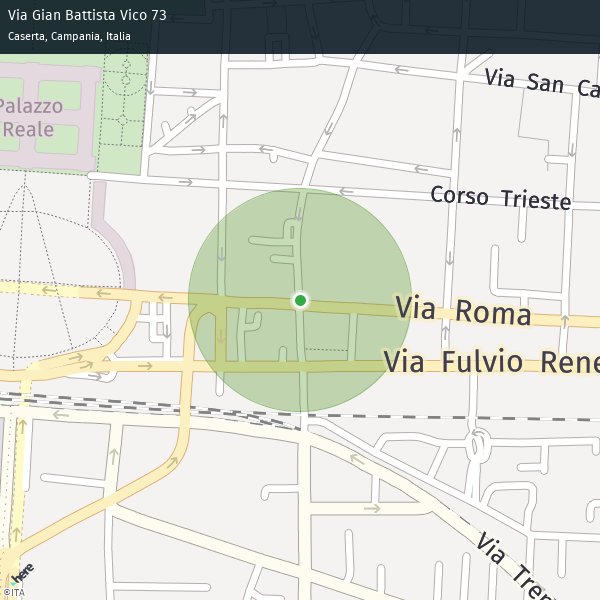 Via Gian Battista Vico 73
Caserta, Campania, Italia
Via San Ca
Palazzo
Reale
Corso Trieste
Via Roma
Via Fulvio Rene
Via Tren
here
©ITA